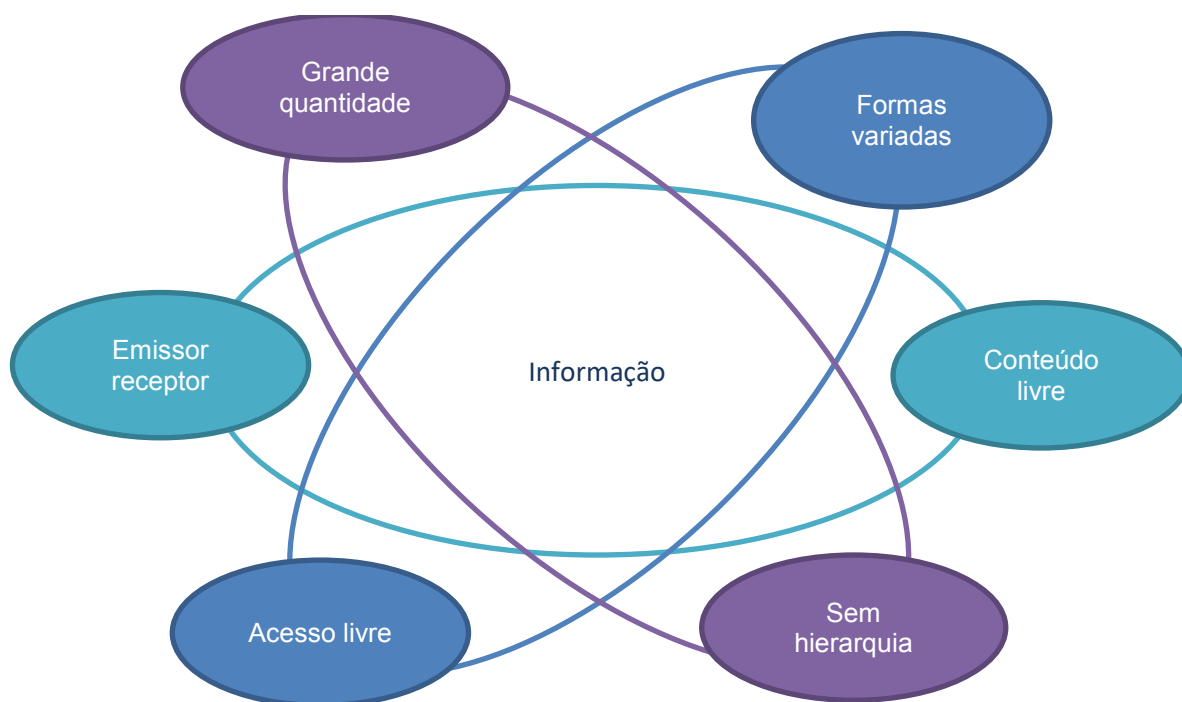 Grande
quantidade
Formas
variadas
Emissor
receptor
Informação
Conteúdo
livre
Acesso livre
Sem
hierarquia